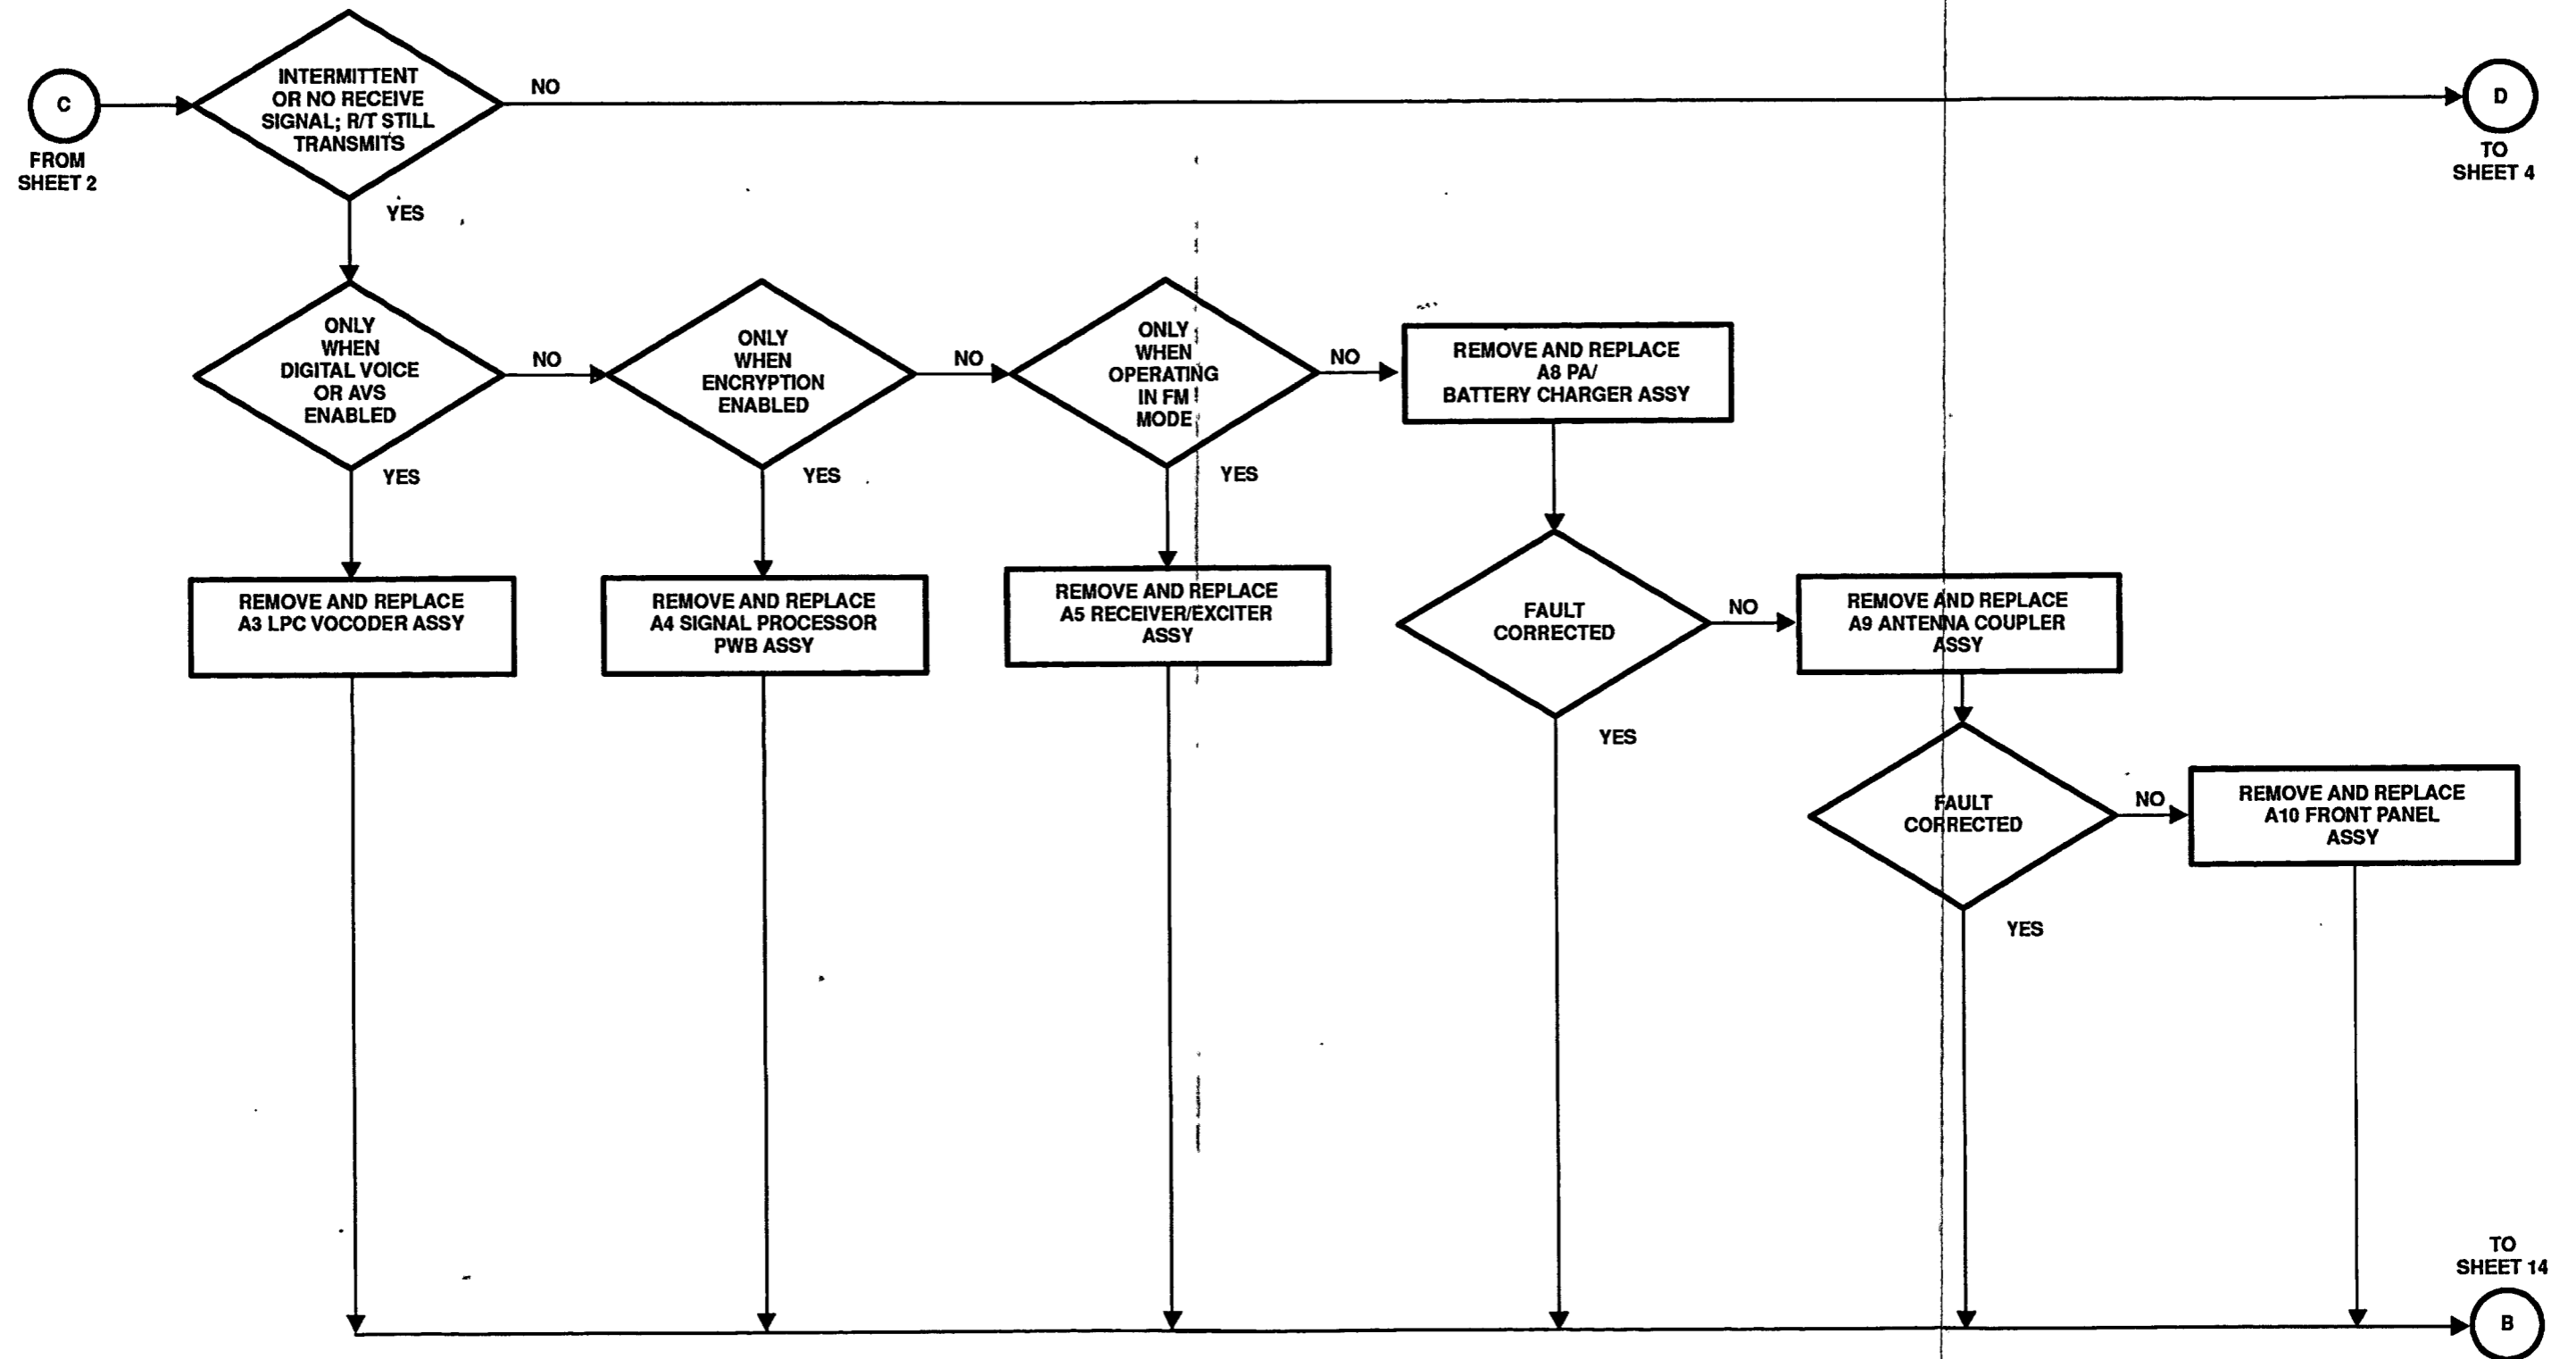 C
FROM
SHEET 2
INTERMITTENT
OR NO RECEIVE
SIGNAL; R/T STILL
TRANSMITS
NO
D
TO
SHEET 4
YES
ONLY
WHEN
DIGITAL VOICE
OR AVS
ENABLED
NO
ONLY
WHEN
ENCRYPTION
ENABLED
NO
ONLY
WHEN
OPERATING
IN FM
MODE
NO
REMOVE AND REPLACE
A8 PA/
BATTERY CHARGER ASSY
YES
YES
YES
REMOVE AND REPLACE
A3 LPC VOCODER ASSY
REMOVE AND REPLACE
A4 SIGNAL PROCESSOR
PWB ASSY
REMOVE AND REPLACE
A5 RECEIVER/EXCITER
ASSY
FAULT
CORRECTED
NO
REMOVE AND REPLACE
A9 ANTENNA COUPLER
ASSY
YES
FAULT
CORRECTED
NO
REMOVE AND REPLACE
A10 FRONT PANEL
ASSY
YES
TO
SHEET 14
B